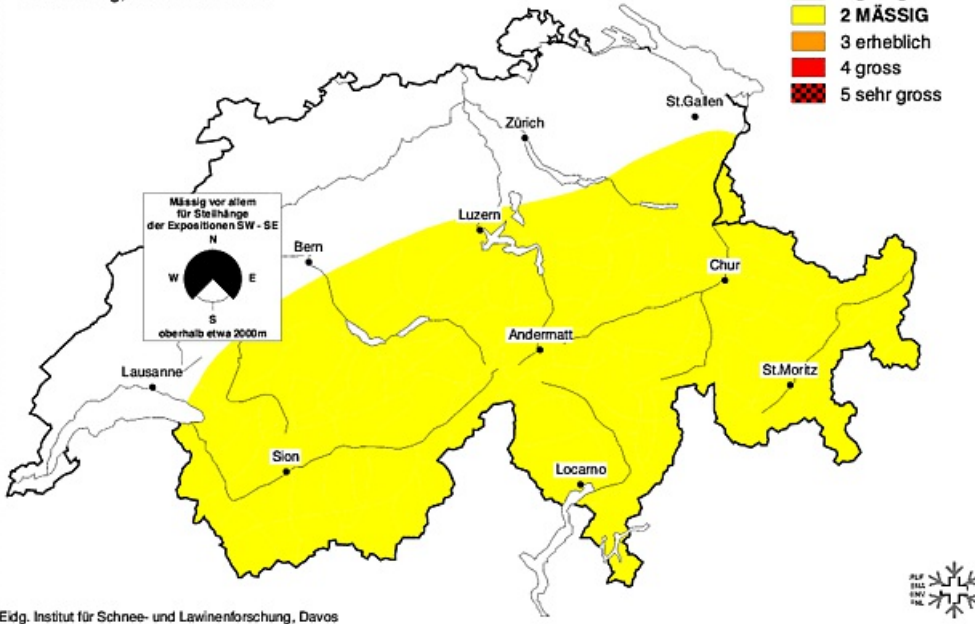 2 MÄSSIG
3 erheblich
4 gross
5 sehr gross
St.Gallen
Zürich
Mässig vor allem
für Steilhänge
der Expositionen SW - SE
N
W E
S
oberhalb etwa 2000m
Luzern
Bern
Chur
Andermatt
Lausanne
St.Moritz
Sion
Locarno
Eidg. Institut für Schnee- und Lawinenforschung, Davos
SLF